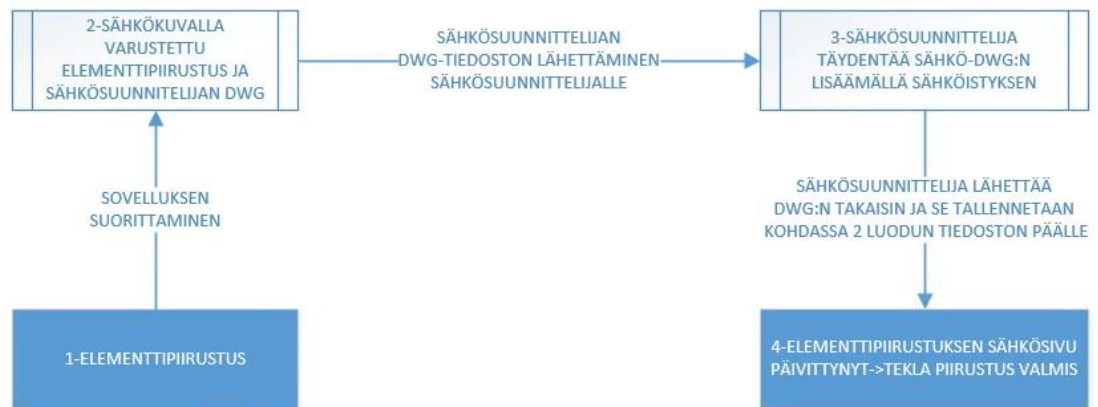 2-SÄHKÖKUVALLA
VARUSTETTU
ELEMENTTIPIIRUSTUS JA
SÄHKÖSUUNNITELIJAN DWG
SÄHKÖSUUNNITTELIJAN
DWG-TIEDOSTON LÄHETTÄMINEN
SÄHKÖSUUNNITTELIJALLE
3-SÄHKÖSUUNNITTELIJA
TÄYDENTÄÄ SÄHKÖ-DWG:N
LISÄÄMÄLLÄ SÄHKÖISTYKSEN
SOVELLUKSEN
SUORITTAMINEN
SÄHKÖSUUNNITTELIJA LÄHETTÄÄ
DWG:N TAKAISIN JA SE TALLENNETAAN
KOHDASSA 2 LUODUN TIEDOSTON PÄÄLLE
1-ELEMENTTIPIIRUSTUS
4-ELEMENTTIPIIRUSTUKSEN SÄHKÖSIVU
PÄIVITTYNYT->TEKLA PIIRUSTUS VALMIS